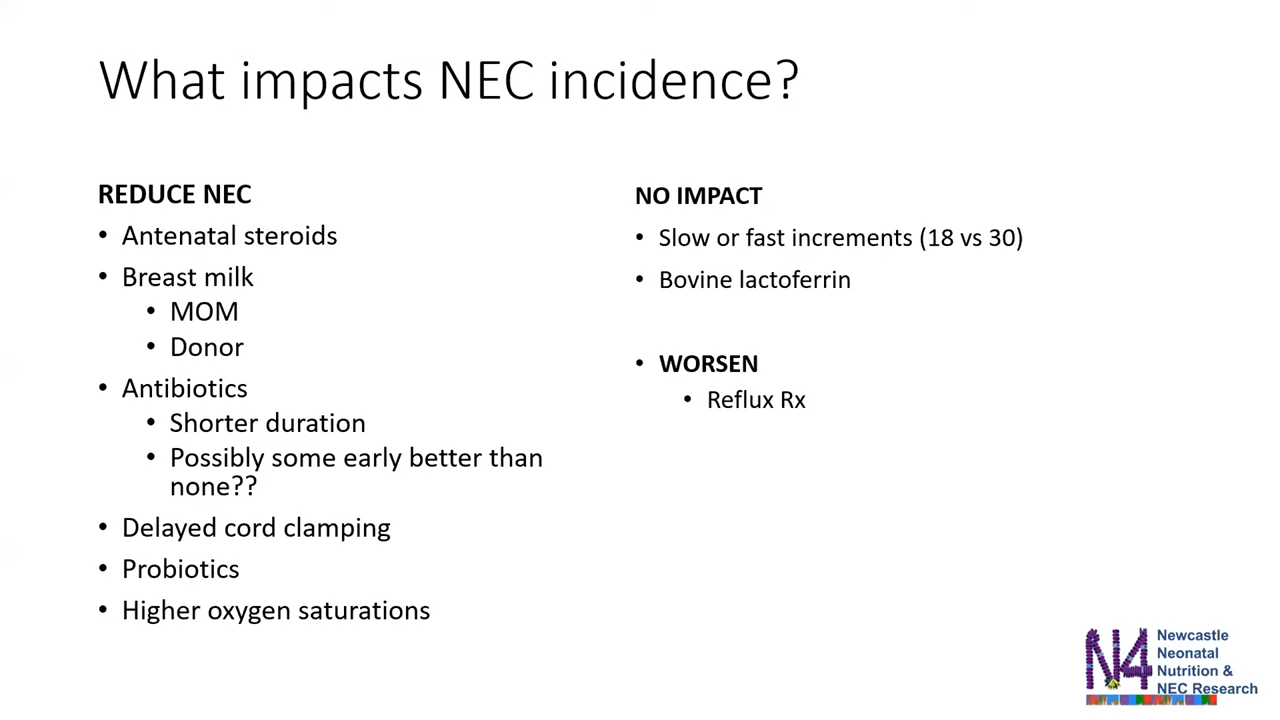 What impacts NEC incidence?
REDUCE NEC
• Antenatal steroids
• Breast milk
• MOM
• Donor
• Antibiotics
• Shorter duration
• Possibly some early better than
none??
• Delayed cord clamping
• Probiotics
• Higher oxygen saturations
NO IMPACT
• Slow or fast increments (18 vs 30)
• Bovine lactoferrin
• WORSEN
• Reflux Rx
N4
Newcastle
Neonatal
Nutrition &
NEC Research